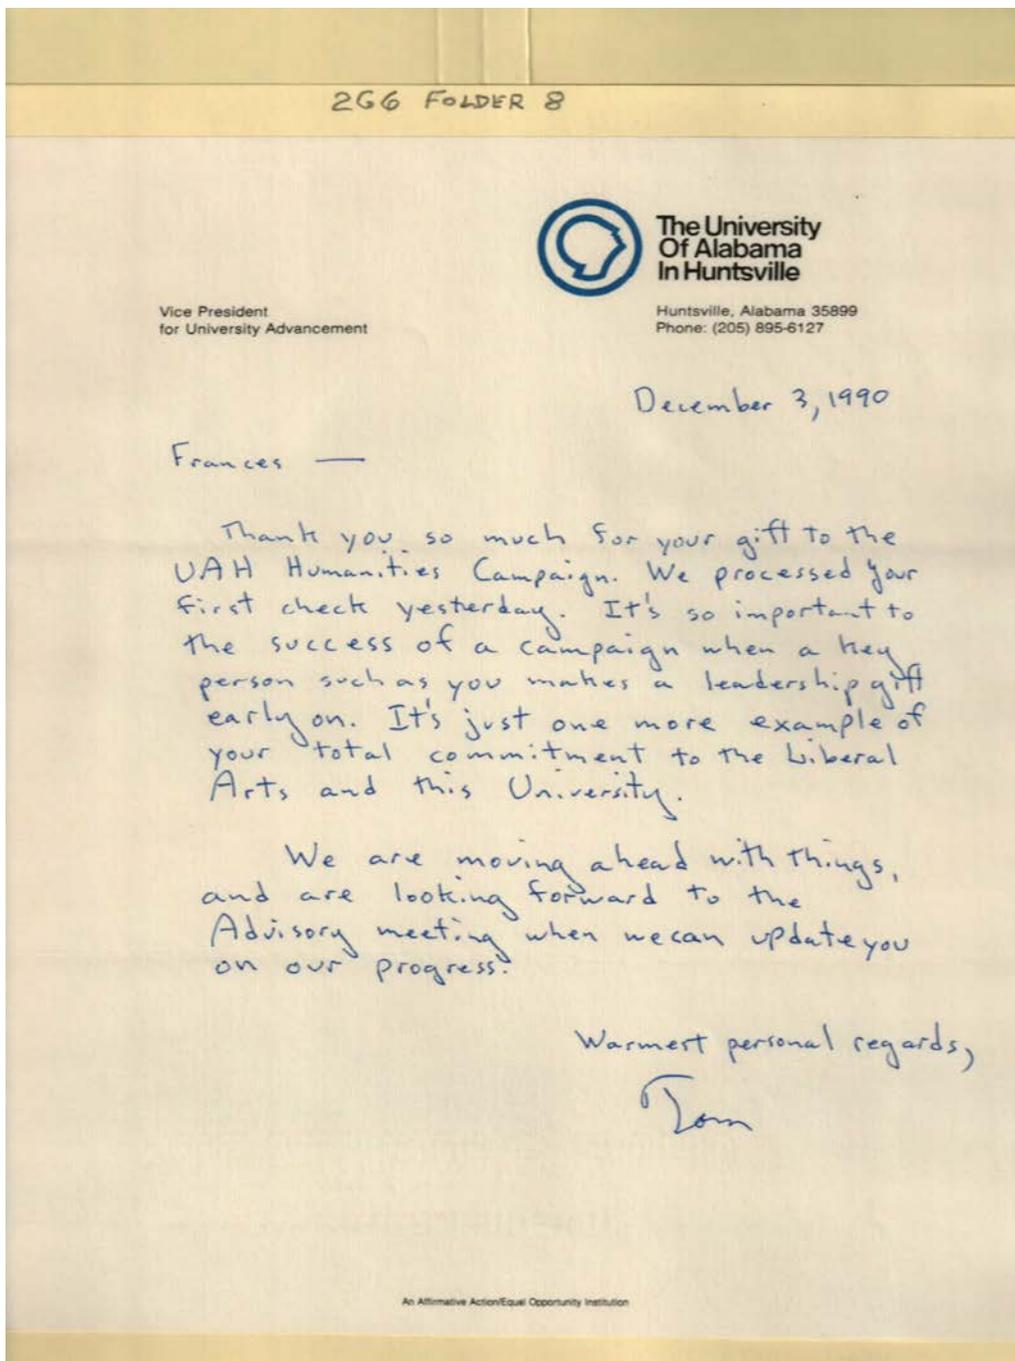 2G6 FOLDER 8
The University
Of Alabama
In Huntsville
Vice President
for University Advancement
Huntsville, Alabama 35899
Phone: (205) 895-6127
December 3, 1990
Frances —
Thank you so much for your gift to the
UAH Humanities Campaign. We processed your
first check yesterday. It's so important to
the success of a campaign when a key
person such as you makes a leadership gift
early on. It's just one more example of
your total commitment to the Liberal
Arts and this University.
We are moving ahead with things,
and are looking forward to the
Advisory meeting when we can update you
on our progress.
Warmest personal regards,
Tom
An Affirmative Action/Equal Opportunity Institution